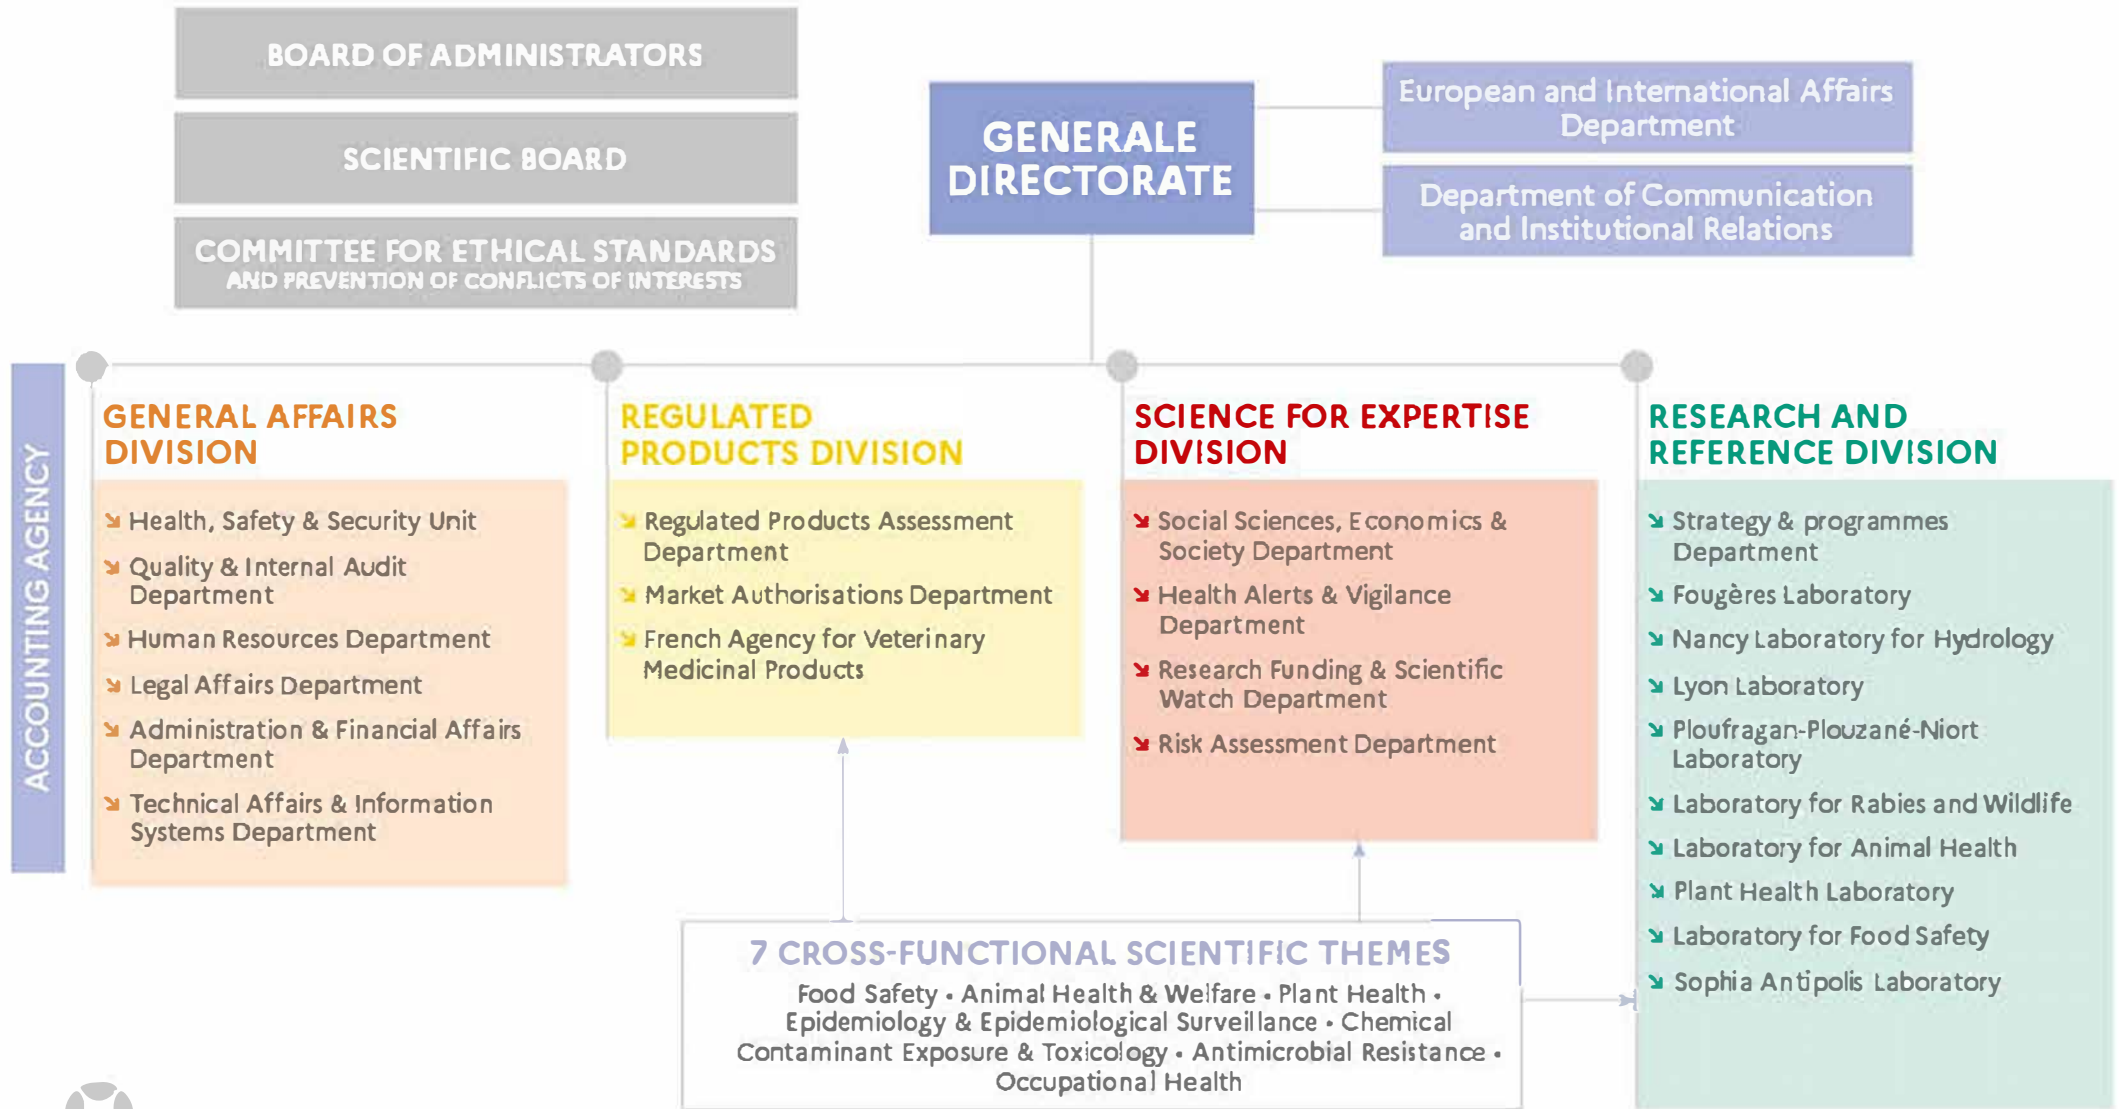 BOARD OF ADMINISTRATORS
SCIENTIFIC BOARD
COMMITTEE FOR ETHICAL STANDARDS
AND PREVENTION OF CONFLICTS OF INTERESTS
GENERALE
DIRECTORATE
European and International Affairs
Department
Department of Communication
and Institutional Relations
ACCOUNTING AGENCY
GENERAL AFFAIRS
DIVISION
Health, Safety & Security Unit
Quality & Internal Audit
Department
Human Resources Department
Legal Affairs Department
Administration & Financial Affairs
Department
Technical Affairs & Information
Systems Department
REGULATED
PRODUCTS DIVISION
Regulated Products Assessment
Department
Market Authorisations Department
French Agency for Veterinary
Medicinal Products
SCIENCE FOR EXPERTISE
DIVISION
Social Sciences, Economics &
Society Department
Health Alerts & Vigilance
Department
Research Funding & Scientific
Watch Department
Risk Assessment Department
RESEARCH AND
REFERENCE DIVISION
Strategy & programmes
Department
Fougères Laboratory
Nancy Laboratory for Hydrology
Lyon Laboratory
Ploufragan-Plouzané-Niort
Laboratory
Laboratory for Rabies and Wildlife
Laboratory for Animal Health
Plant Health Laboratory
Laboratory for Food Safety
Sophia Antipolis Laboratory
7 CROSS-FUNCTIONAL SCIENTIFIC THEMES
Food Safety • Animal Health & Welfare • Plant Health •
Epidemiology & Epidemiological Surveillance • Chemical
Contaminant Exposure & Toxicology • Antimicrobial Resistance •
Occupational Health